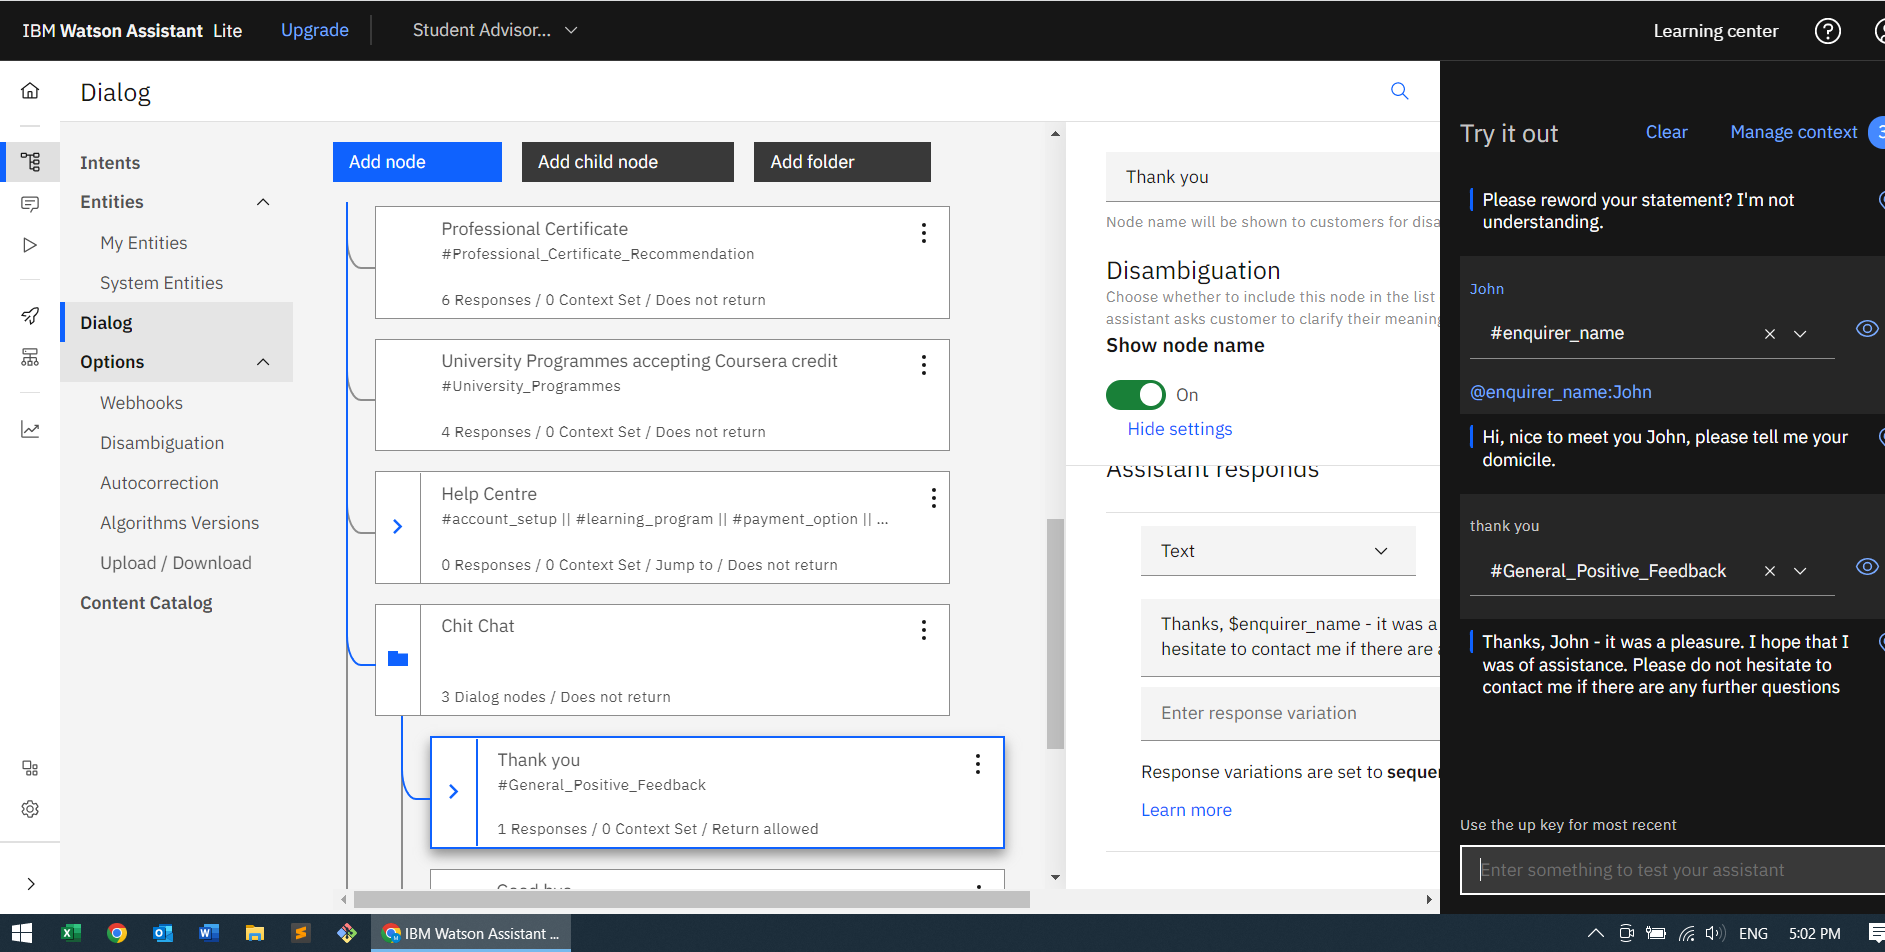 IBM Watson Assistant Lite
Upgrade
Student Advisor...
Learning center
Dialog
Intents
Entities
My Entities
System Entities
Dialog
Options
Webhooks
Disambiguation
Autocorrection
Algorithms Versions
Upload / Download
Content Catalog
Add node
Add child node
Add folder
Professional Certificate
#Professional_Certificate_Recommendation
6 Responses / 0 Context Set / Does not return
University Programmes accepting Coursera credit
#University_Programmes
4 Responses / 0 Context Set / Does not return
Help Centre
#account_setup || #learning_program || #payment_option || ...
0 Responses / 0 Context Set / Jump to / Does not return
Chit Chat
3 Dialog nodes / Does not return
Thank you
#General_Positive_Feedback
1 Responses / 0 Context Set / Return allowed
Thank you
Node name will be shown to customers for disa
Disambiguation
Choose whether to include this node in the list
assistant asks customer to clarify their meaning
Show node name
On
Hide settings
Assistant responds
Text
Thanks, $enquirer_name - it was a
hesitate to contact me if there are a
Enter response variation
Response variations are set to sequen
Learn more
Try it out
Clear
Manage context
3
Please reword your statement? I'm not
understanding.
John
#enquirer_name
@enquirer_name:John
Hi, nice to meet you John, please tell me your
domicile.
thank you
#General_Positive_Feedback
Thanks, John - it was a pleasure. I hope that I
was of assistance. Please do not hesitate to
contact me if there are any further questions
Use the up key for most recent
Enter something to test your assistant
IBM Watson Assistant ...
ENG
5:02 PM